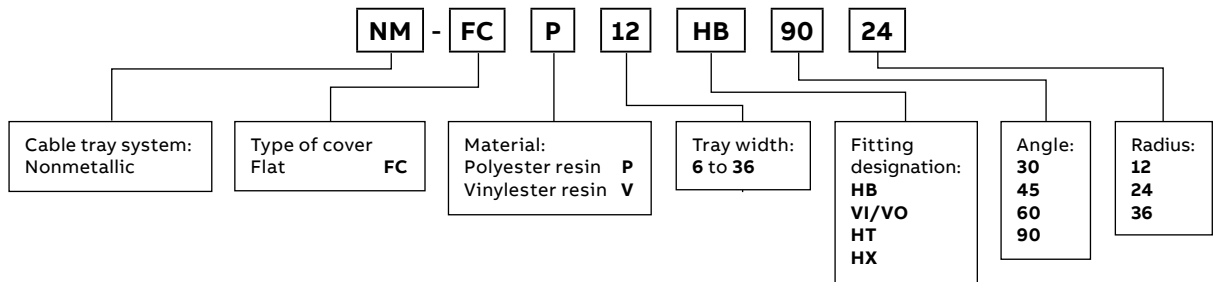 NM - FC P 12 HB 90 24
Cable tray system:
Nonmetallic
Type of cover
Flat FC
Material:
Polyester resin P
Vinylester resin V
Tray width:
6 to 36
Fitting
designation:
HB
VI/VO
HT
HX
Angle:
30
45
60
90
Radius:
12
24
36